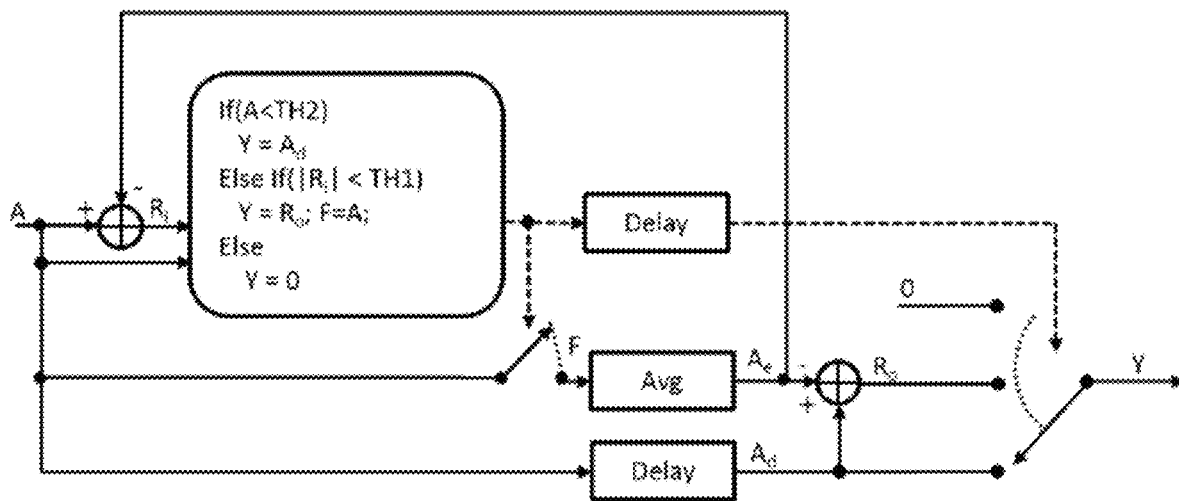 If(A<TH2)
Y = A_d
Else If(|R_i| < TH1)
Y = R_o; F=A;
Else
Y = 0
A
+
-
R_i
Delay
0
F
Avg
A_e
-
+
R_o
Y
Delay
A_d